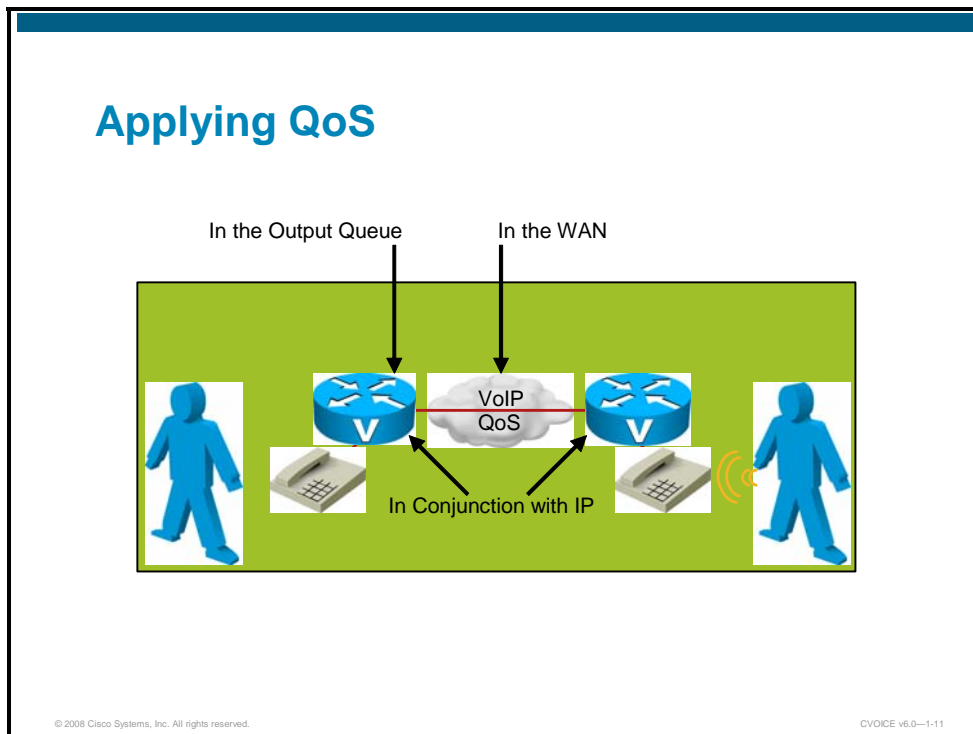 Applying QoS
In the Output Queue
In the WAN
VoIP
QoS
V
V
In Conjunction with IP
© 2008 Cisco Systems, Inc. All rights reserved.
CVOICE v6.0—1-11